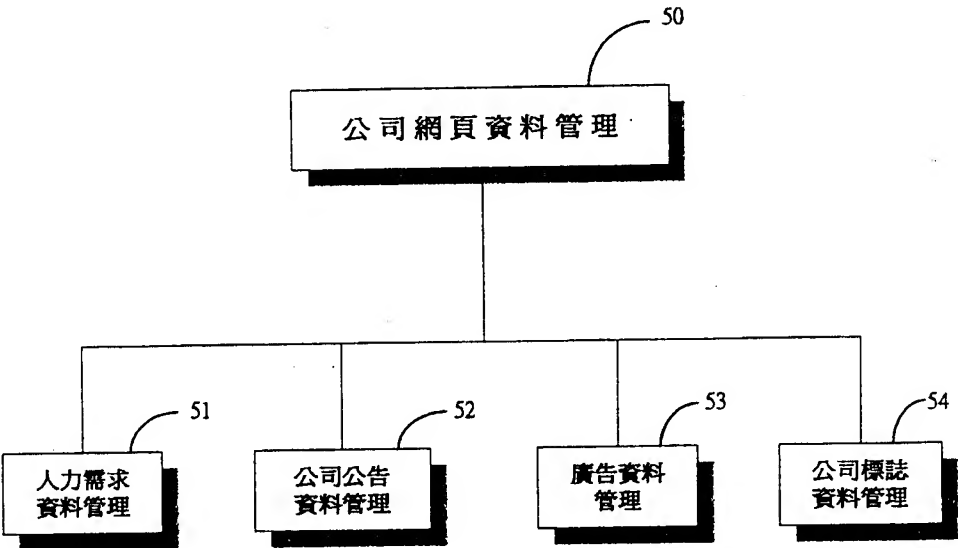 50
公司網頁資料管理
51
52
53
54
人力需求
資料管理
公司公告
資料管理
廣告資料
管理
公司標誌
資料管理